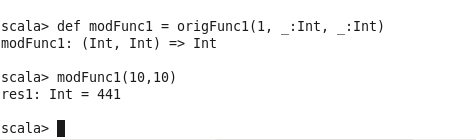 scala> def modFunc1 = origFunc1(1, _:Int, _:Int)
modFunc1: (Int, Int) => Int
scala> modFunc1(10,10)
res1: Int = 441
scala>